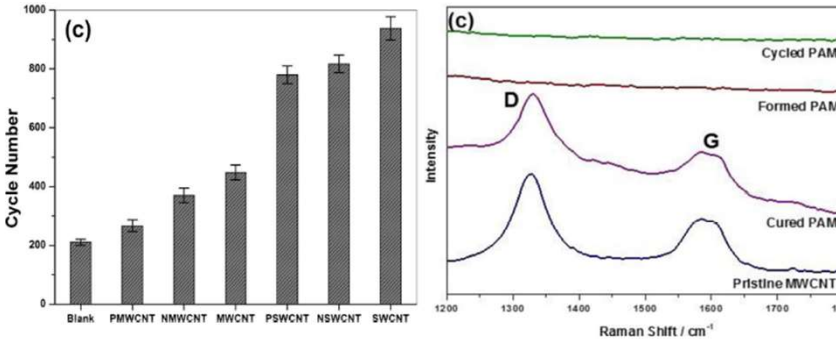 (c)
1000
800
600
400
200
0
Cycle Number
Blank PMWCNT NMWCNT MWCNT PSWCNT NSWCNT SWCNT
(c)
Cycled PAM
Formed PAM
D
G
Cured PAM
Pristine MWCNT
Intensity
1200 1300 1400 1500 1600 1700
Raman Shift / cm-1